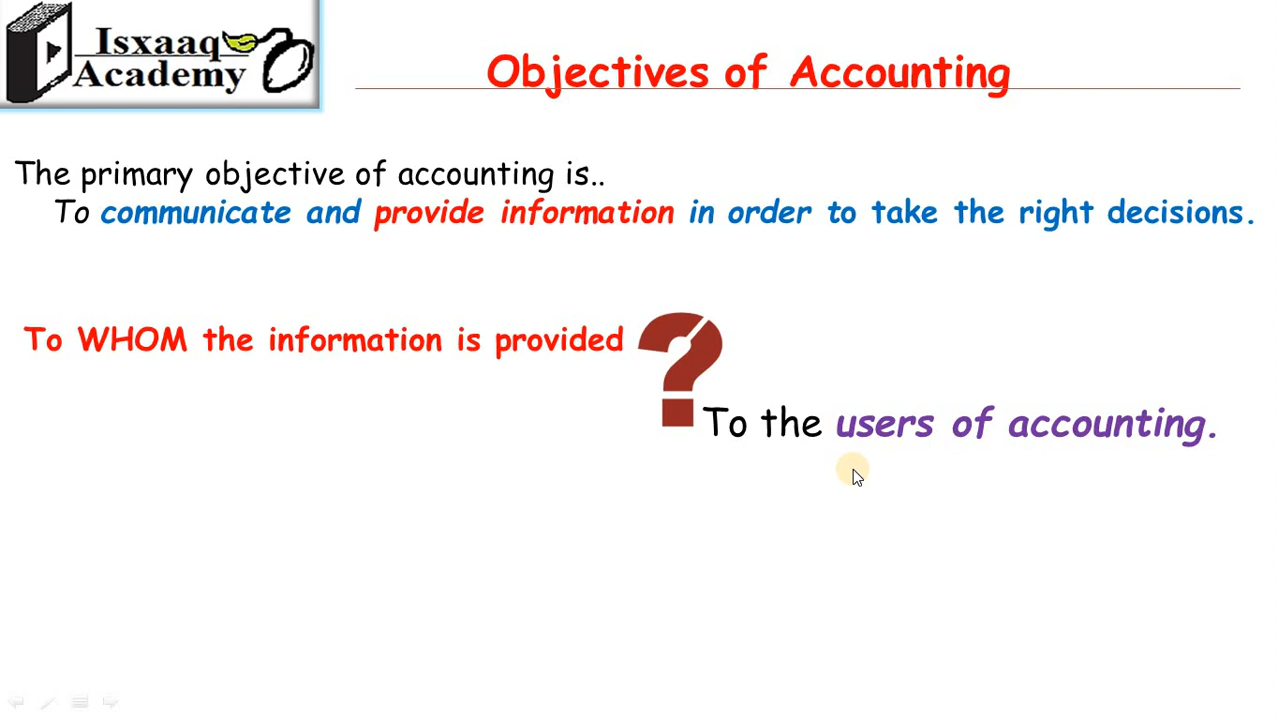 Isxaaq
Academy
Objectives of Accounting
The primary objective of accounting is..
To communicate and provide information in order to take the right decisions.
To WHOM the information is provided
?
To the users of accounting.